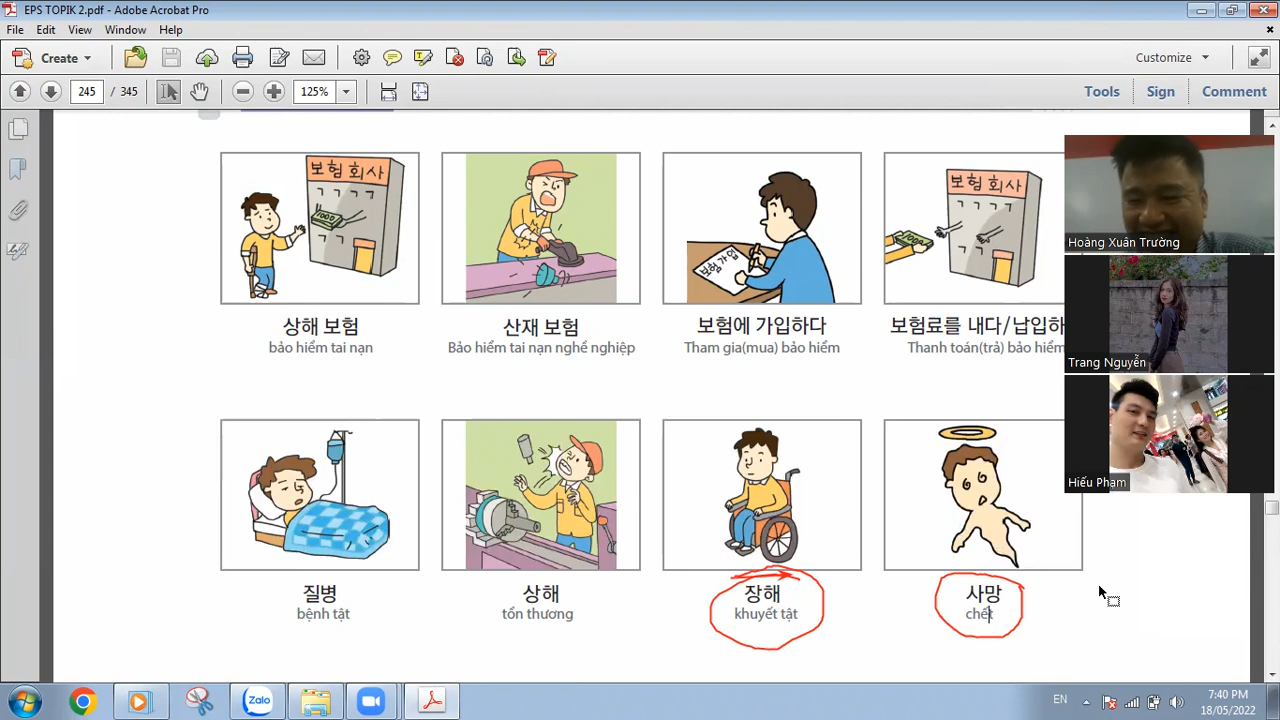 EPS TOPIK 2.pdf - Adobe Acrobat Pro
File Edit View Window Help
Create
Customize
245 / 345
125%
Tools Sign Comment
보험 회사
1000
보험 가입
보험 회사
상해 보험
bảo hiểm tai nạn
산재 보험
Bảo hiểm tai nạn nghề nghiệp
보험에 가입하다
Tham gia(mua) bảo hiểm
보험료를 내다/납입하
Thanh toán(trả) bảo hiểm
Hoàng Xuân Trường
Trang Nguyễn
Hiếu Phạm
질병
bệnh tật
상해
tổn thương
장해
khuyết tật
사망
chết
Zalo
EN
7:40 PM
18/05/2022